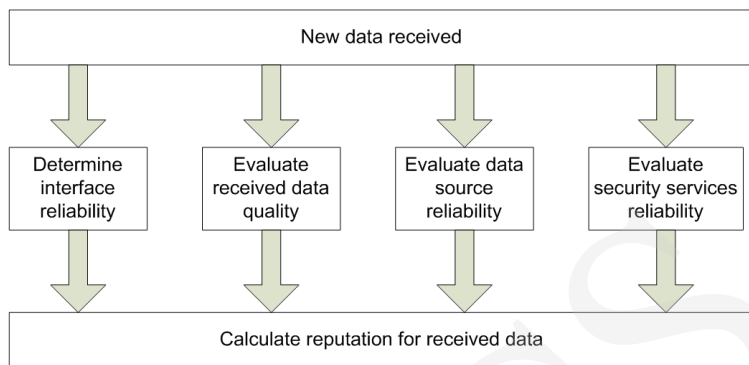 New data received
Determine
interface
reliability
Evaluate
received data
quality
Evaluate data
source
reliability
Evaluate
security services
reliability
Calculate reputation for received data